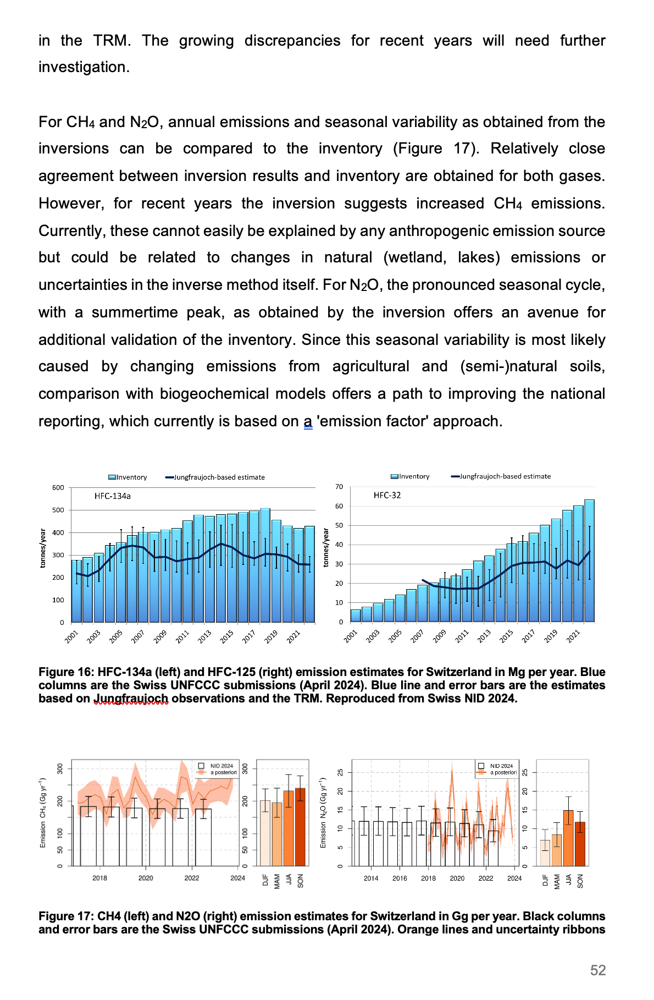 in the TRM. The growing discrepancies for recent years will need further
investigation.
For CH4 and N2O, annual emissions and seasonal variability as obtained from the
inversions can be compared to the inventory (Figure 17). Relatively close
agreement between inversion results and inventory are obtained for both gases.
However, for recent years the inversion suggests increased CH4 emissions.
Currently, these cannot easily be explained by any anthropogenic emission source
but could be related to changes in natural (wetland, lakes) emissions or
uncertainties in the inverse method itself. For N2O, the pronounced seasonal cycle,
with a summertime peak, as obtained by the inversion offers an avenue for
additional validation of the inventory. Since this seasonal variability is most likely
caused by changing emissions from agricultural and (semi-)natural soils,
comparison with biogeochemical models offers a path to improving the national
reporting, which currently is based on a 'emission factor' approach.
Inventory Jungfraujoch-based estimate
HFC-134a
tonnes/year
600
500
400
300
200
100
0
2001 2003 2005 2007 2009 2011 2013 2015 2017 2019 2021
Inventory Jungfraujoch-based estimate
HFC-32
tonnes/year
70
60
50
40
30
20
10
0
2001 2003 2005 2007 2009 2011 2013 2015 2017 2019 2021
Figure 16: HFC-134a (left) and HFC-125 (right) emission estimates for Switzerland in Mg per year. Blue
columns are the Swiss UNFCCC submissions (April 2024). Blue line and error bars are the estimates
based on Jungfraujoch observations and the TRM. Reproduced from Swiss NID 2024.
Emission CH4 (Gg yr-1)
300
200
100
50
0
NID 2024
a posteriori
2018 2020 2022 2024
300
200
100
50
0
DJF MAM JJA SON
Emission N2O (Gg yr-1)
25
20
15
10
5
0
NID 2024
a posteriori
2014 2016 2018 2020 2022 2024
25
20
15
10
5
0
DJF MAM JJA SON
Figure 17: CH4 (left) and N2O (right) emission estimates for Switzerland in Gg per year. Black columns
and error bars are the Swiss UNFCCC submissions (April 2024). Orange lines and uncertainty ribbons
52